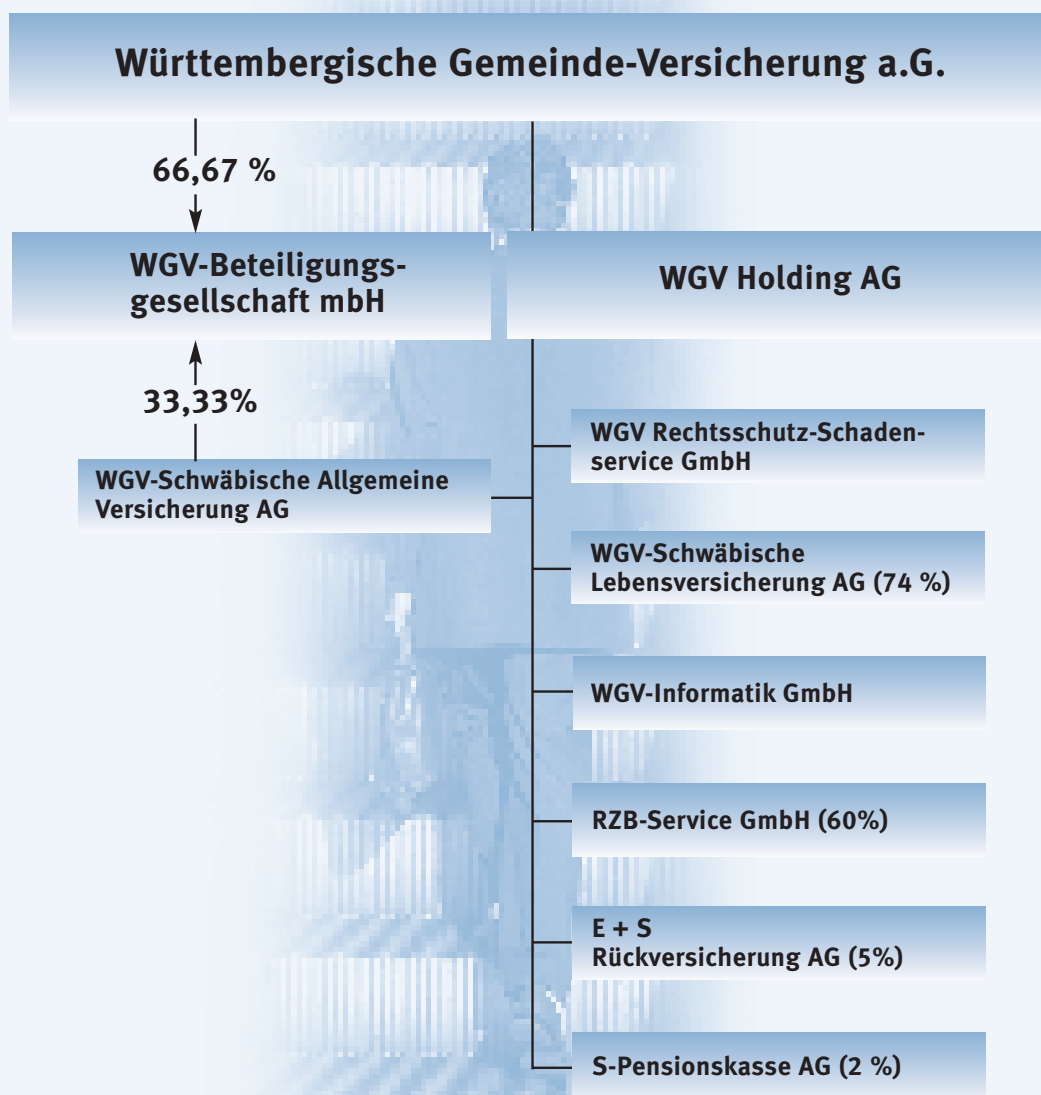 Württembergische Gemeinde-Versicherung a.G.
66,67 %
WGV-Beteiligungs-
gesellschaft mbH
WGV Holding AG
33,33%
WGV-Schwäbische Allgemeine
Versicherung AG
WGV Rechtsschutz-Schaden-
service GmbH
WGV-Schwäbische
Lebensversicherung AG (74 %)
WGV-Informatik GmbH
RZB-Service GmbH (60%)
E + S
Rückversicherung AG (5%)
S-Pensionskasse AG (2 %)